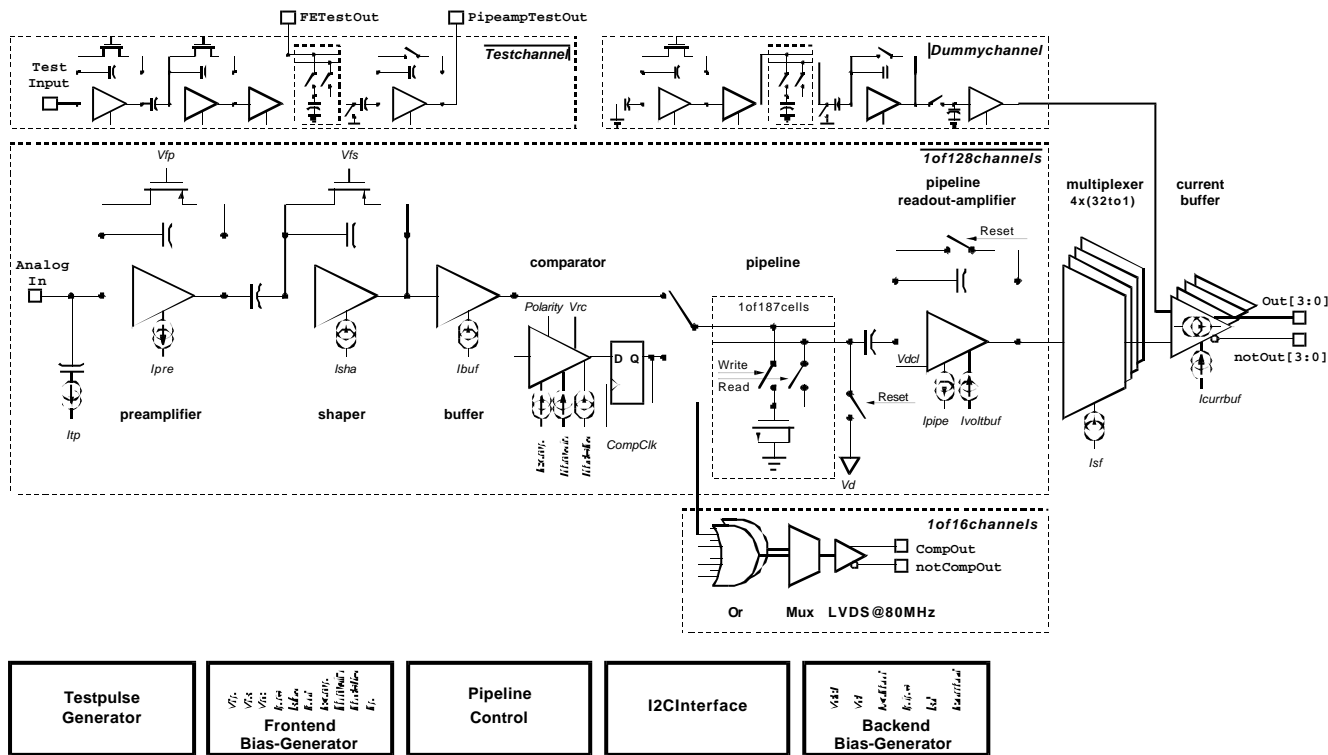 FETestOut
PipeampTestOut
Testchannel
Test
Input
Dummychannel
1of128channels
Vfp
Vfs
pipeline
readout-amplifier
multiplexer
4x(32to1)
current
buffer
Reset
Analog
In
comparator
pipeline
Polarity Vrc
1of187cells
Out[3:0]
notOut[3:0]
D Q
Vdcl
Write
Read
Ipre
Isha
Ibuf
preamplifier
shaper
buffer
Reset
Ipipe
Ivoltbuf
Icurrbuf
Itp
CompClk
Isf
Vd
1of16channels
CompOut
notCompOut
Or
Mux
LVDS@80MHz
Testpulse
Generator
Frontend
Bias-Generator
Pipeline
Control
I2CInterface
Backend
Bias-Generator